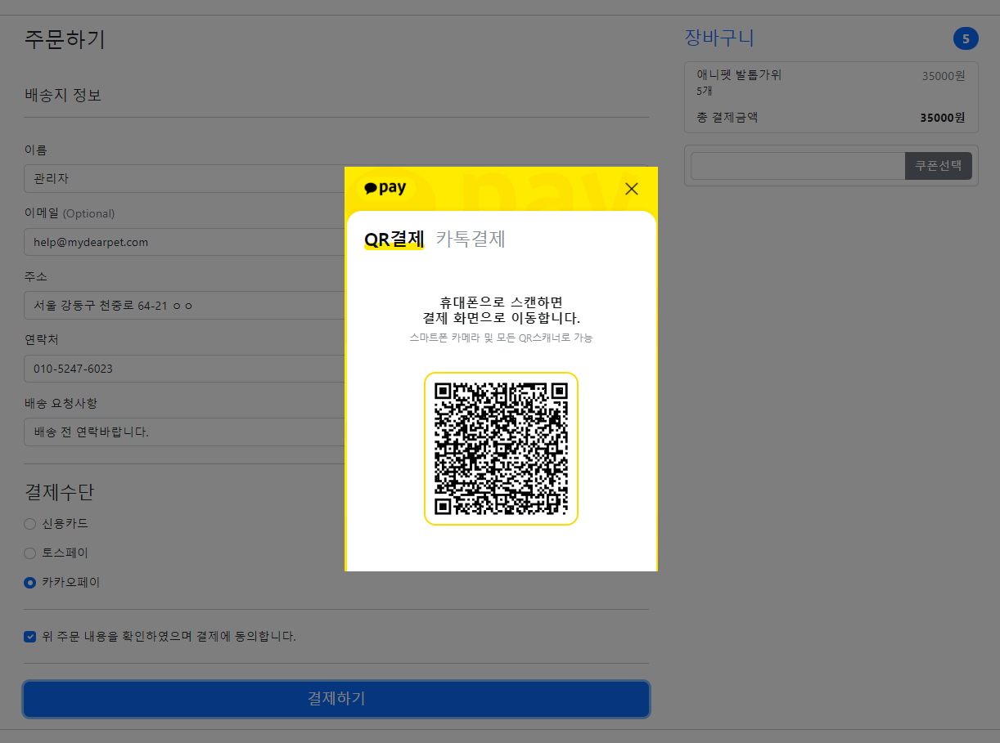 주문하기
배송지 정보
이름
관리자
이메일 (Optional)
help@mydearpet.com
주소
서울 강동구 천중로 64-21 ㅇㅇ
연락처
010-5247-6023
배송 요청사항
배송 전 연락바랍니다.
결제수단
신용카드
토스페이
카카오페이
위 주문 내용을 확인하였으며 결제에 동의합니다.
결제하기
장바구니 5
애니펫 발톱가위 35000원
5개
총 결제금액 35000원
쿠폰선택
pay
pay
QR결제 카톡결제
휴대폰으로 스캔하면
결제 화면으로 이동합니다.
스마트폰 카메라 및 모든 QR스캐너로 가능